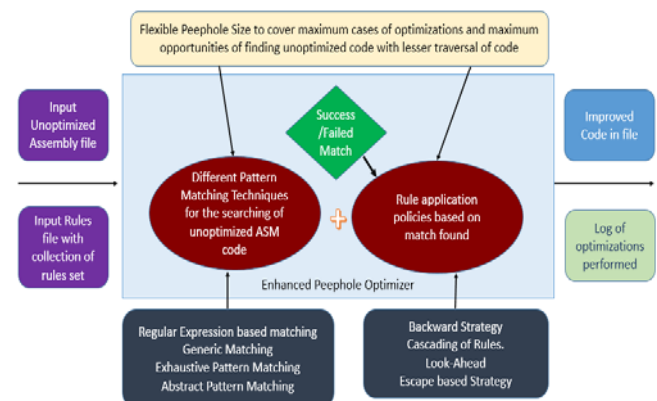 Flexible Peephole Size to cover maximum cases of optimizations and maximum
opportunities of finding unoptimized code with lesser traversal of code
Input
Unoptimized
Assembly file
Success
/Failed
Match
Improved
Code in file
Different Pattern
Matching Techniques
for the searching of
unoptimized ASM
code
+
Rule application
policies based on
match found
Input Rules
file with
collection of
rules set
Log of
optimizations
performed
Enhanced Peephole Optimizer
Regular Expression based matching
Generic Matching
Exhaustive Pattern Matching
Abstract Pattern Matching
Backward Strategy
Cascading of Rules.
Look-Ahead
Escape based Strategy